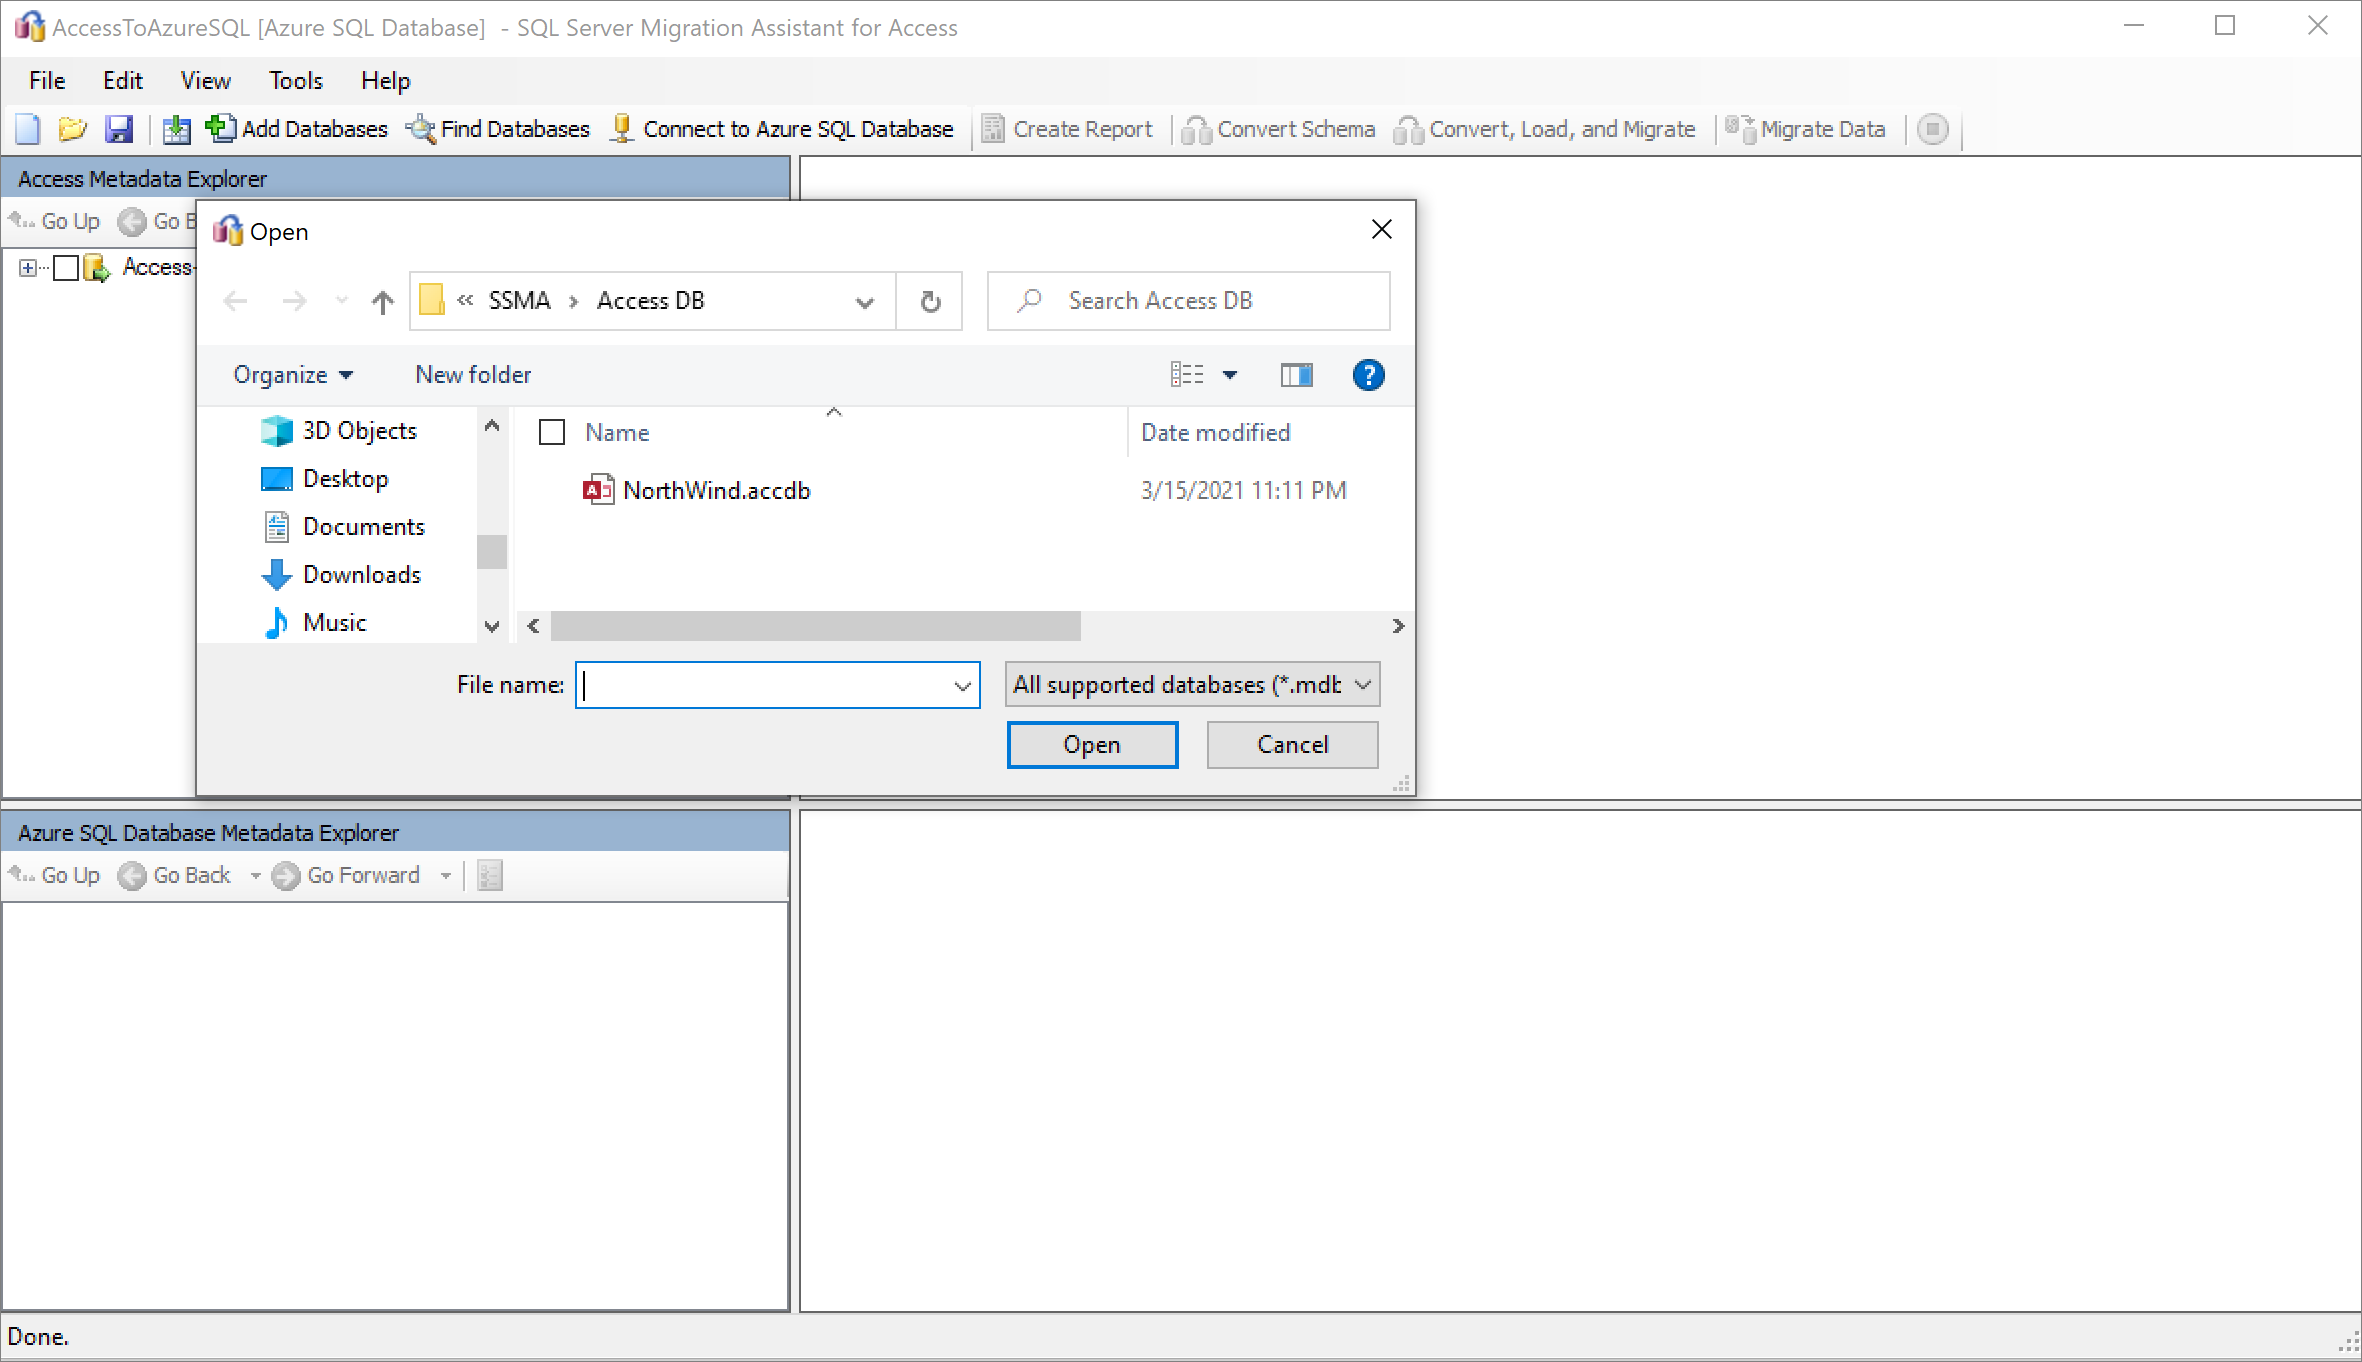 AccessToAzureSQL [Azure SQL Database] - SQL Server Migration Assistant for Access
File Edit View Tools Help
Add Databases Find Databases Connect to Azure SQL Database Create Report Convert Schema Convert, Load, and Migrate Migrate Data
Access Metadata Explorer
Go Up Go B
Access-
Open
« SSMA › Access DB
Search Access DB
Organize New folder
Name Date modified
NorthWind.accdb 3/15/2021 11:11 PM
3D Objects
Desktop
Documents
Downloads
Music
File name: All supported databases (*.mdb
Open Cancel
Azure SQL Database Metadata Explorer
Go Up Go Back Go Forward
Done.